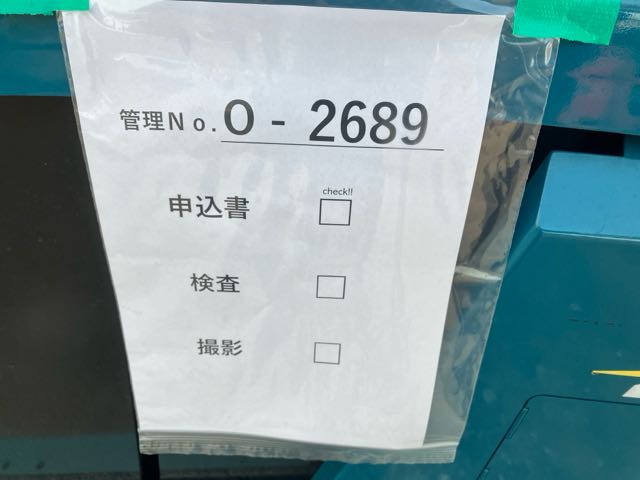 管理No. O - 2689
check!!
申込書 □
検査 □
撮影 □